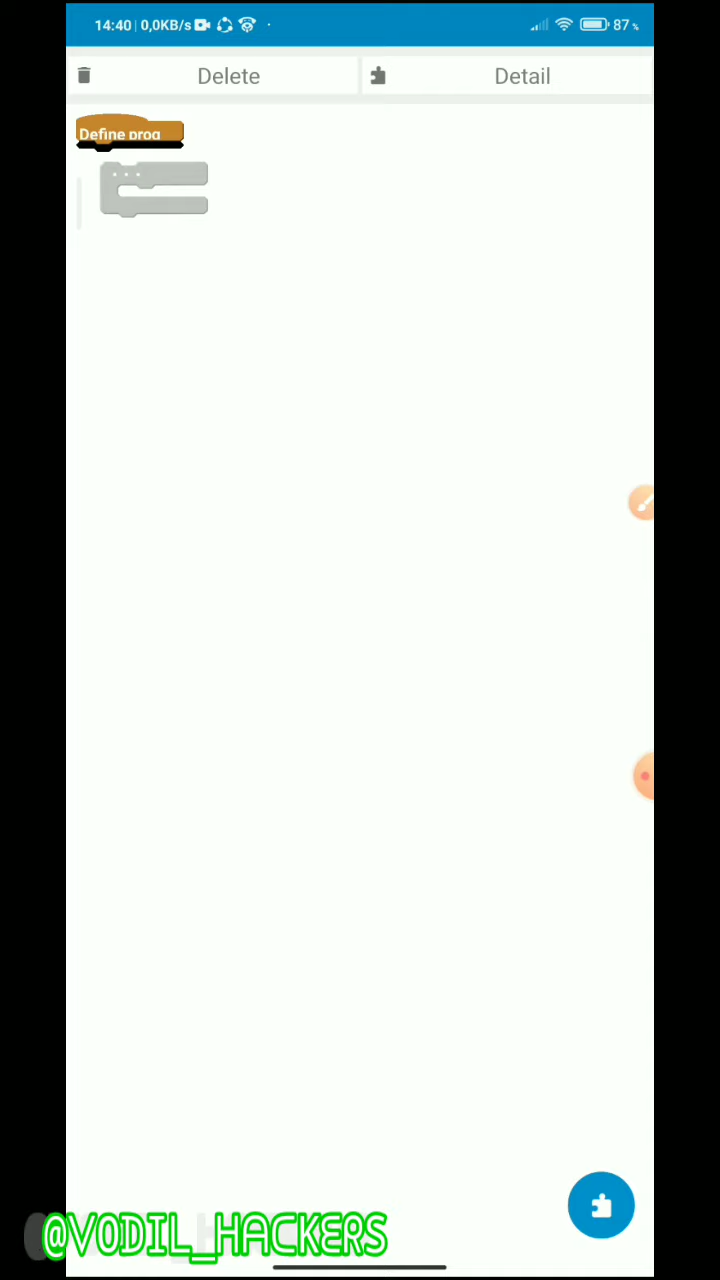 14:40 | 0,0KB/s
87%
Delete
Detail
Define prog
...
@VODIL_HACKERS